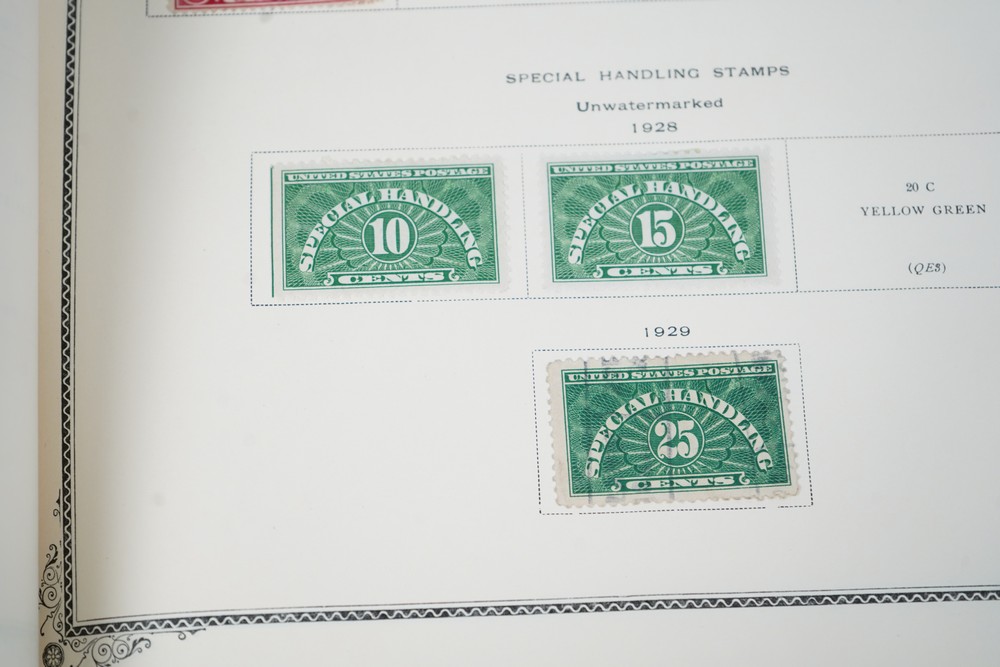 SPECIAL HANDLING STAMPS
Unwatermarked
1928
UNITED STATES POSTAGE
SPECIAL HANDLING
10
CENTS
UNITED STATES POSTAGE
SPECIAL HANDLING
15
CENTS
20 C
YELLOW GREEN
(QE3)
1929
UNITED STATES POSTAGE
SPECIAL HANDLING
25
CENTS